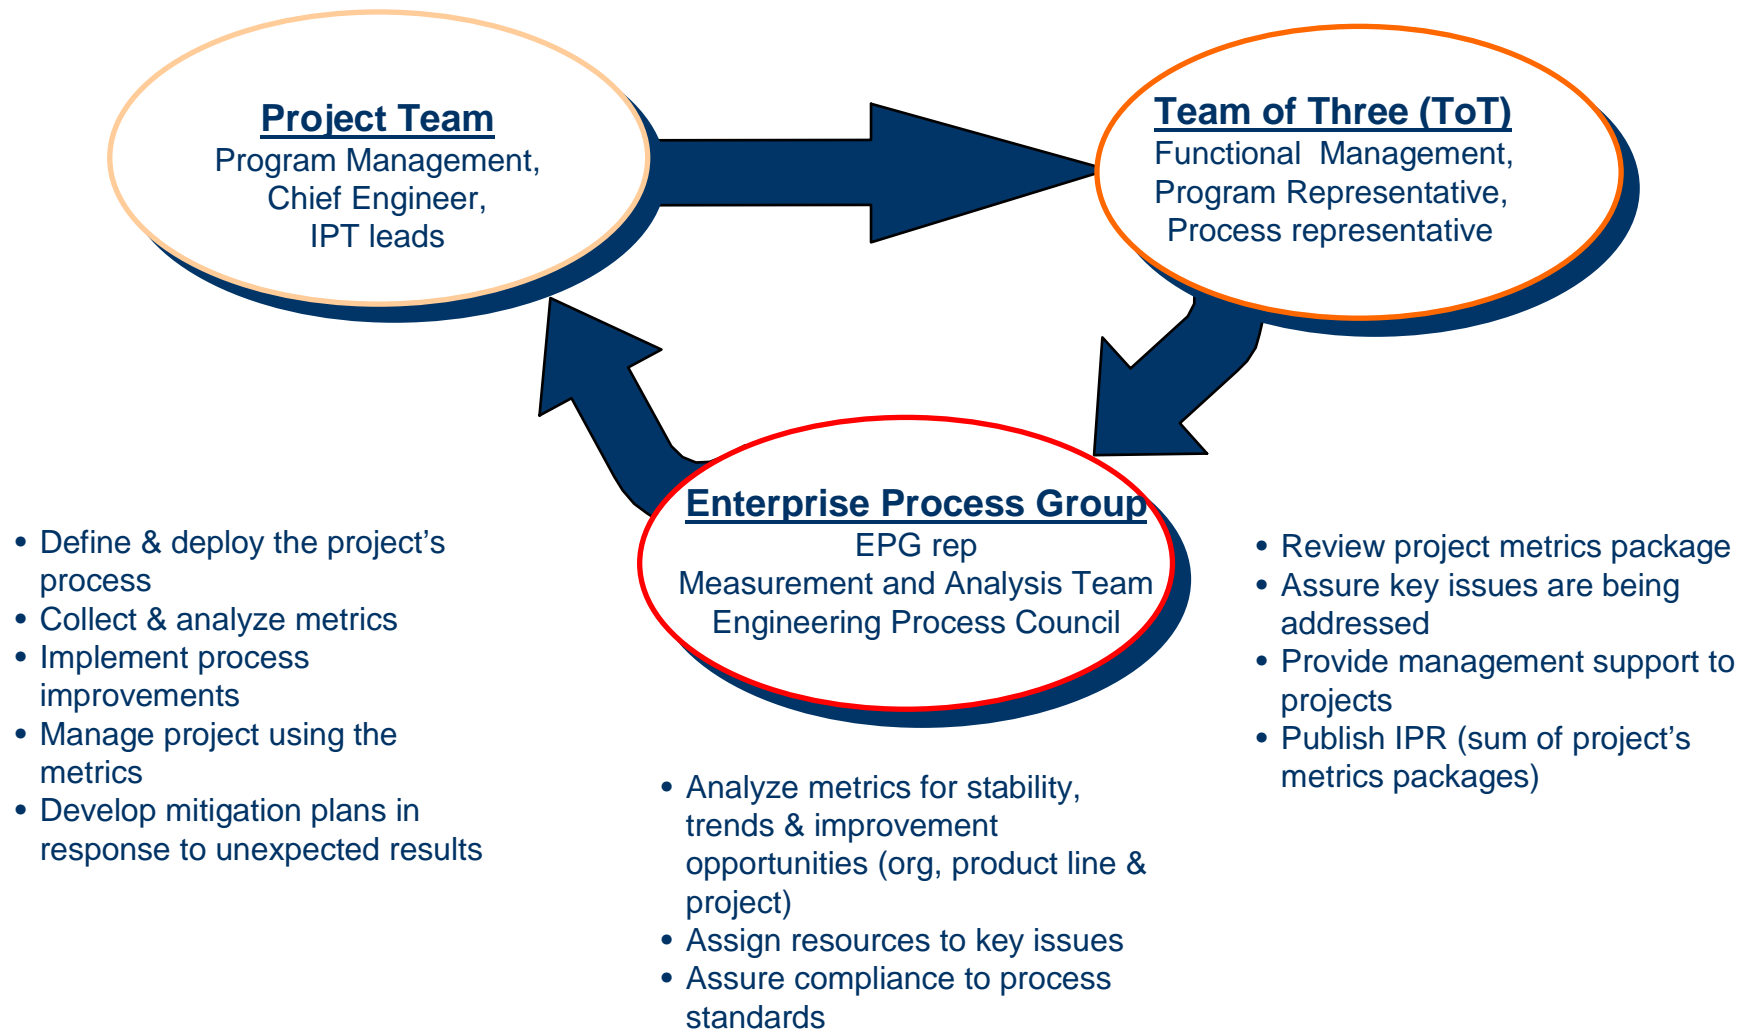 Project Team
Program Management,
Chief Engineer,
IPT leads
Team of Three (ToT)
Functional Management,
Program Representative,
Process representative
Enterprise Process Group
EPG rep
Measurement and Analysis Team
Engineering Process Council
• Define & deploy the project's
process
• Collect & analyze metrics
• Implement process
improvements
• Manage project using the
metrics
• Develop mitigation plans in
response to unexpected results
• Analyze metrics for stability,
trends & improvement
opportunities (org, product line &
project)
• Assign resources to key issues
• Assure compliance to process
standards
• Review project metrics package
• Assure key issues are being
addressed
• Provide management support to
projects
• Publish IPR (sum of project's
metrics packages)